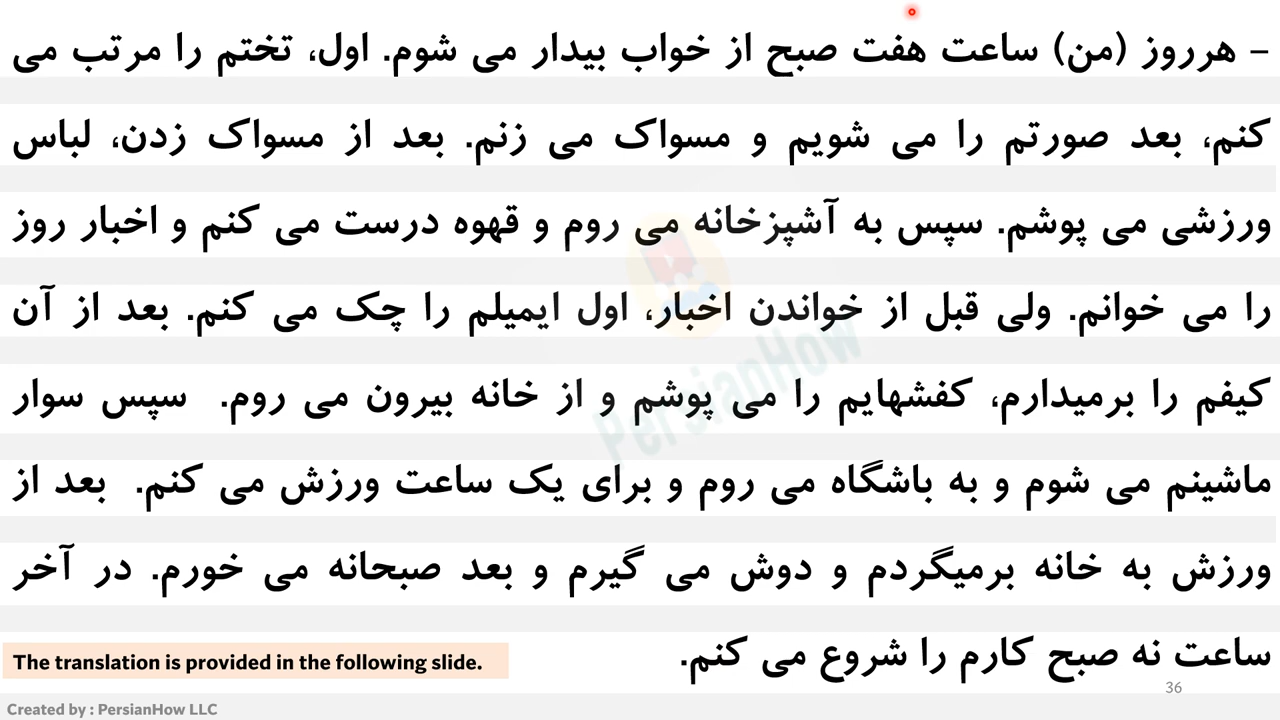 – هرروز (من) ساعت هفت صبح از خواب بیدار می شوم. اول، تختم را مرتب می
کنم، بعد صورتم را می شویم و مسواک می زنم. بعد از مسواک زدن، لباس
ورزشی می پوشم. سپس به آشپزخانه می روم و قهوه درست می کنم و اخبار روز
را می خوانم. ولی قبل از خواندن اخبار، اول ایمیلم را چک می کنم. بعد از آن
کیفم را برمیدارم، کفشهایم را می پوشم و از خانه بیرون می روم. سپس سوار
ماشینم می شوم و به باشگاه می روم و برای یک ساعت ورزش می کنم. بعد از
ورزش به خانه برمیگردم و دوش می گیرم و بعد صبحانه می خورم. در آخر
ساعت نه صبح کارم را شروع می کنم.
PersianHow
The translation is provided in the following slide.
36
Created by : PersianHow LLC